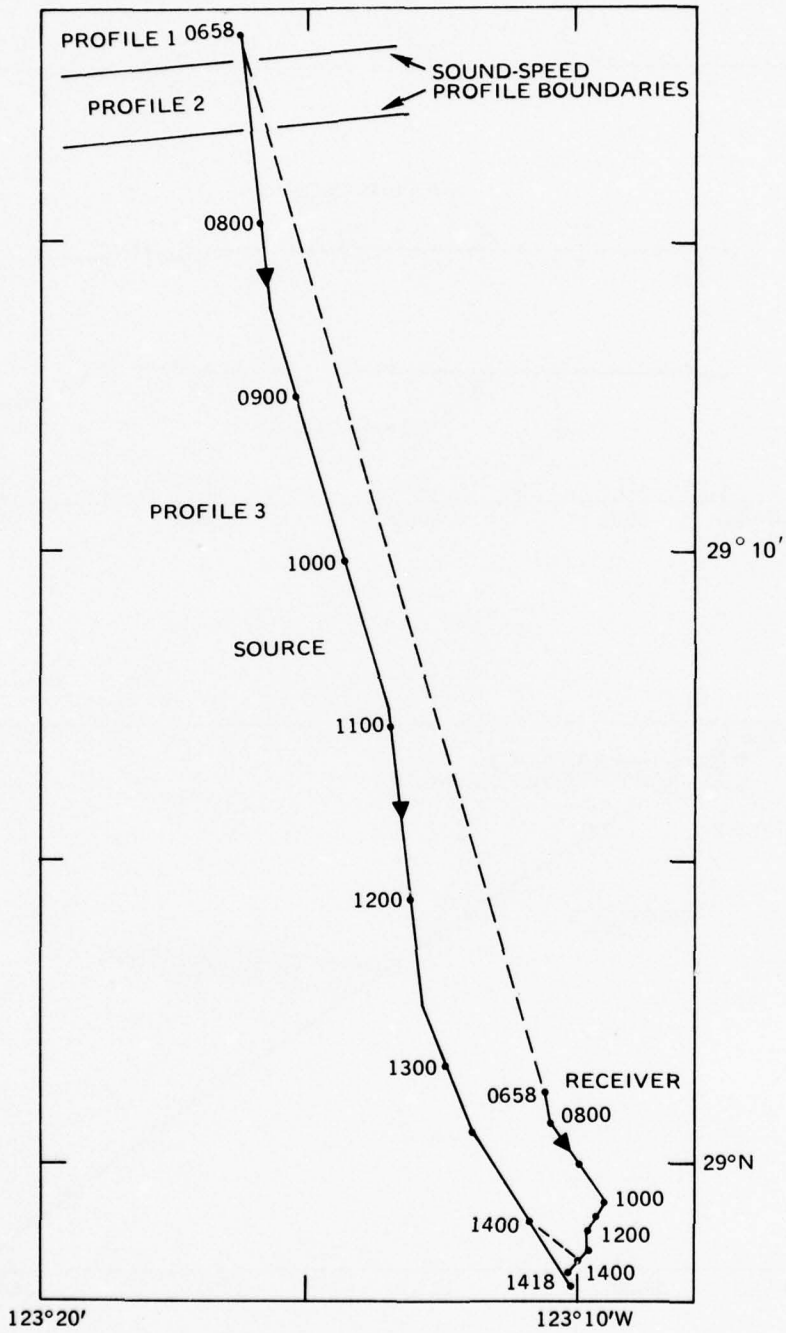 PROFILE 1 0658
SOUND-SPEED
PROFILE BOUNDARIES
PROFILE 2
0800
0900
PROFILE 3
29° 10′
1000
SOURCE
1100
1200
1300
RECEIVER
0658
0800
29°N
1000
1400
1200
1400
1418
123°20′
123°10′W